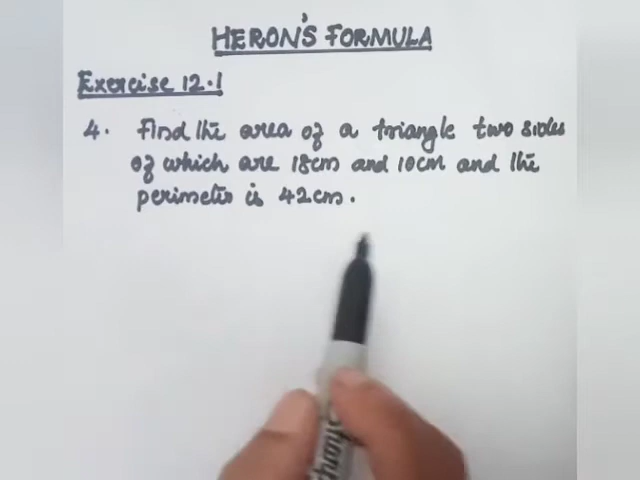 HERON'S FORMULA
Exercise 12.1
4. Find the area of a triangle two sides
of which are 18cm and 10cm and the
perimeter is 42cm.